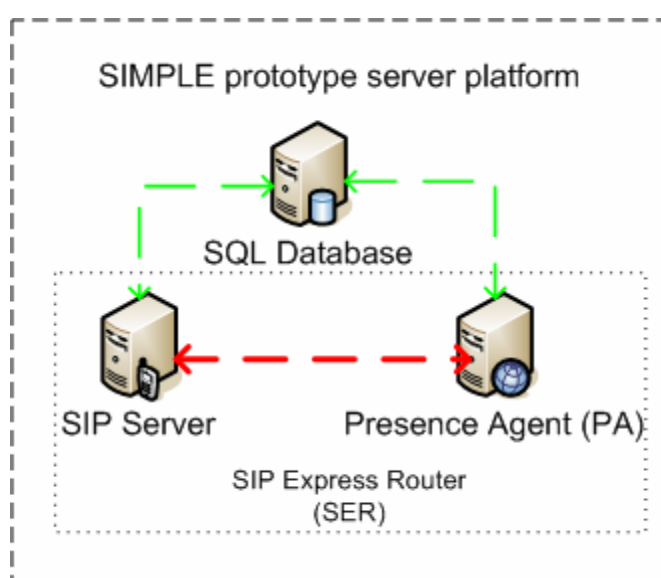 SIMPLE prototype server platform
SQL Database
SIP Server
Presence Agent (PA)
SIP Express Router
(SER)